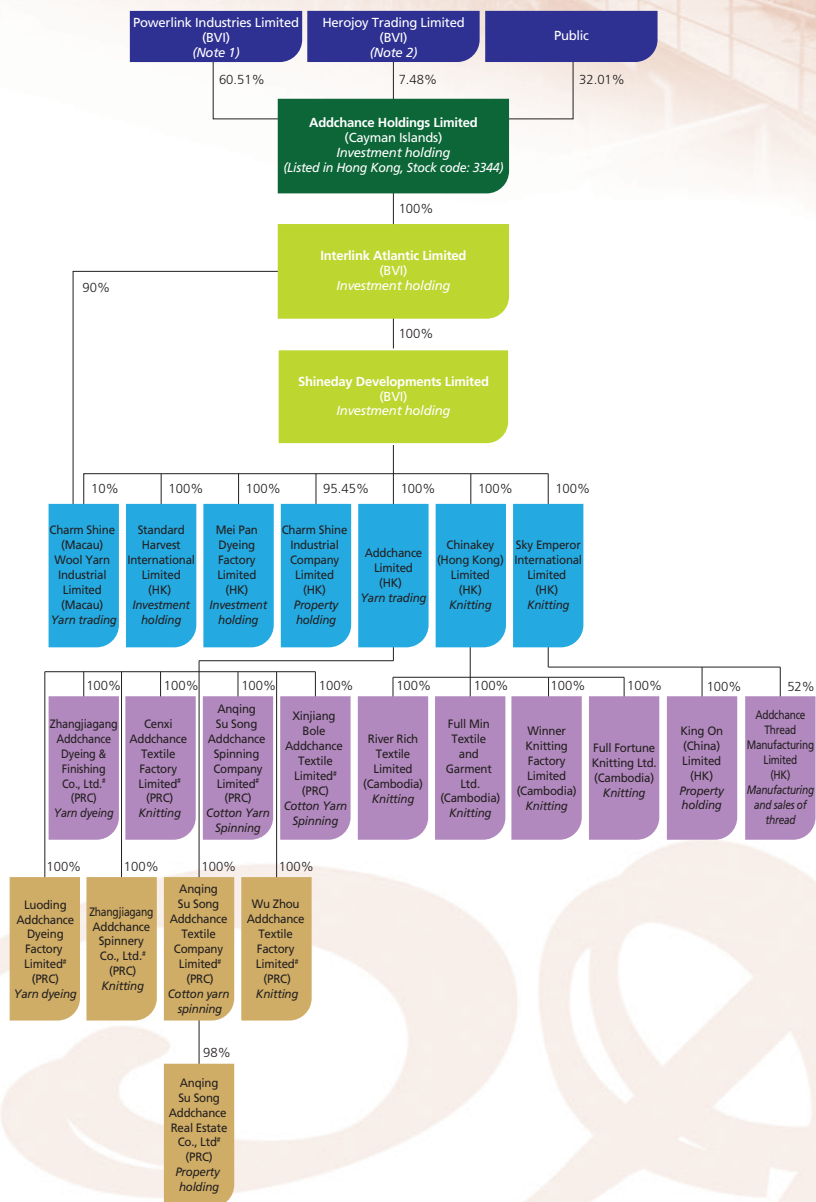 Powerlink Industries Limited
(BVI)
(Note 1)
Herojoy Trading Limited
(BVI)
(Note 2)
Public
60.51%
7.48%
32.01%
Addchance Holdings Limited
(Cayman Islands)
Investment holding
(Listed in Hong Kong, Stock code: 3344)
100%
Interlink Atlantic Limited
(BVI)
Investment holding
90%
100%
Shineday Developments Limited
(BVI)
Investment holding
10%
100%
100%
95.45%
100%
100%
100%
Charm Shine
(Macau)
Wool Yarn
Industrial
Limited
(Macau)
Yarn trading
Standard
Harvest
International
Limited
(HK)
Investment
holding
Mei Pan
Dyeing
Factory
Limited
(HK)
Investment
holding
Charm Shine
Industrial
Company
Limited
(HK)
Property
holding
Addchance
Limited
(HK)
Yarn trading
Chinakey
(Hong Kong)
Limited
(HK)
Knitting
Sky Emperor
International
Limited
(HK)
Knitting
100%
100%
100%
100%
100%
100%
100%
100%
100%
52%
Zhangjiagang
Addchance
Dyeing &
Finishing
Co., Ltd.#
(PRC)
Yarn dyeing
Cenxi
Addchance
Textile
Factory
Limited#
(PRC)
Knitting
Anqing
Su Song
Addchance
Spinning
Company
Limited#
(PRC)
Cotton Yarn
Spinning
Xinjiang
Bole
Addchance
Textile
Limited#
(PRC)
Cotton Yarn
Spinning
River Rich
Textile
Limited
(Cambodia)
Knitting
Full Min
Textile
and
Garment
Ltd.
(Cambodia)
Knitting
Winner
Knitting
Factory
Limited
(Cambodia)
Knitting
Full Fortune
Knitting Ltd.
(Cambodia)
Knitting
King On
(China)
Limited
(HK)
Property
holding
Addchance
Thread
Manufacturing
Limited
(HK)
Manufacturing
and sales of
thread
100%
100%
100%
100%
Luoding
Addchance
Dyeing
Factory
Limited#
(PRC)
Yarn dyeing
Zhangjiagang
Addchance
Spinnery
Co., Ltd.#
(PRC)
Knitting
Anqing
Su Song
Addchance
Textile
Company
Limited#
(PRC)
Cotton yarn
spinning
Wu Zhou
Addchance
Textile
Factory
Limited#
(PRC)
Knitting
98%
Anqing
Su Song
Addchance
Real Estate
Co., Ltd#
(PRC)
Property
holding